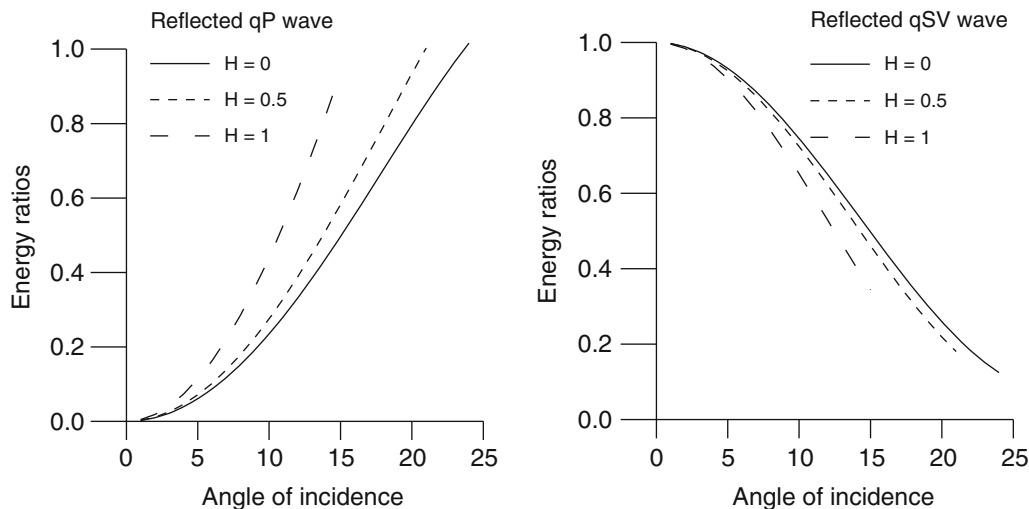 Reflected qP wave
H = 0
H = 0.5
H = 1
1.0
0.8
0.6
0.4
0.2
0.0
Energy ratios
0 5 10 15 20 25
Angle of incidence
Reflected qSV wave
H = 0
H = 0.5
H = 1
1.0
0.8
0.6
0.4
0.2
0.0
Energy ratios
0 5 10 15 20 25
Angle of incidence